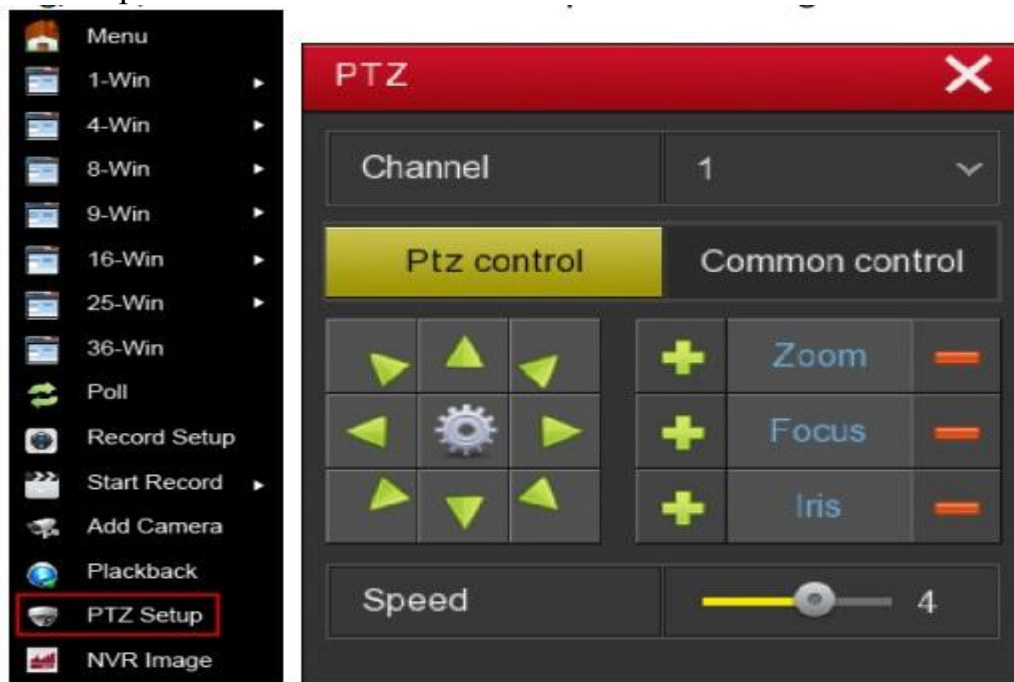 Menu
1-Win
4-Win
8-Win
9-Win
16-Win
25-Win
36-Win
Poll
Record Setup
Start Record
Add Camera
Plackback
PTZ Setup
NVR Image
PTZ
Channel 1
Ptz control Common control
Zoom
Focus
Iris
Speed 4